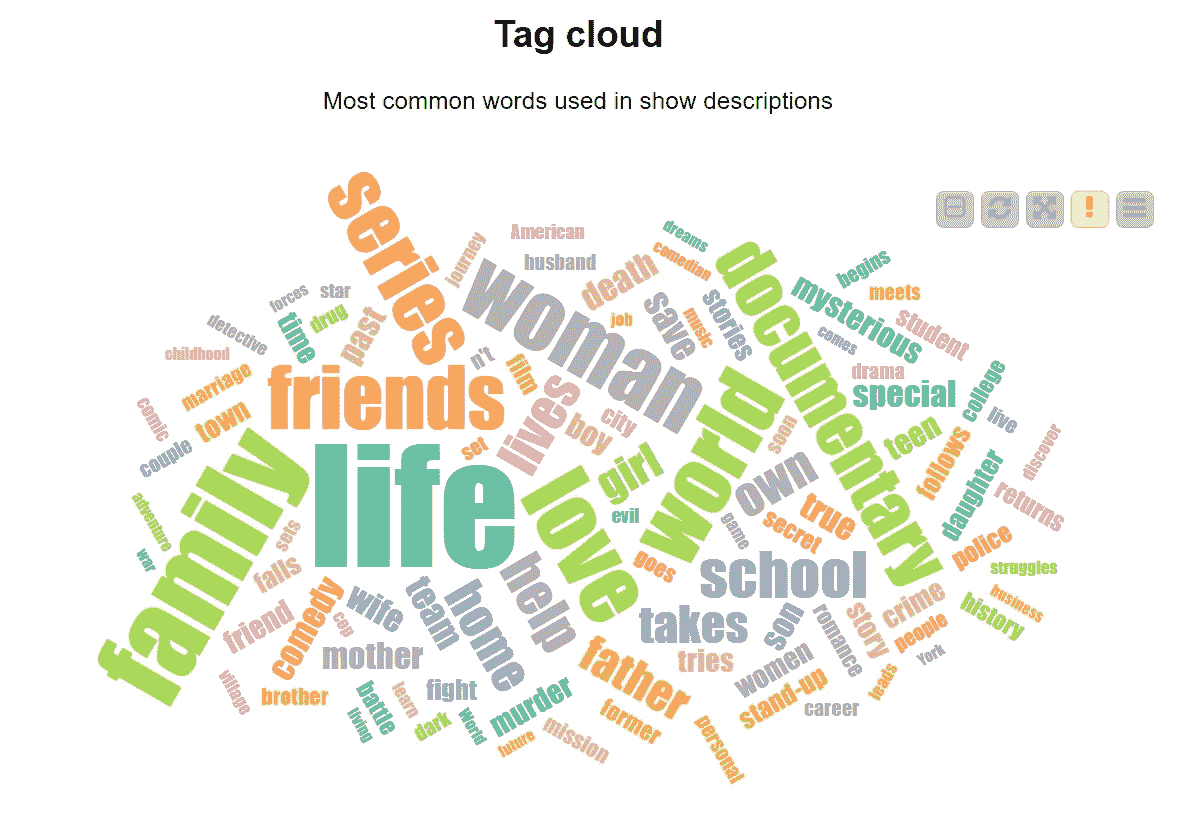 Tag cloud
Most common words used in show descriptions
series
journey
American
husband
woman
death
dreams
comedian
documentary
begins
mysterious
meets
student
forces
star
detective
time
drug
past
childhood
n't
film
job
save
music
stories
comes
drama
special
college
live
marriage
friends
lives
boy
city
world
soon
comic
town
couple
set
family
life
love
girl
evil
own
teen
follows
discover
daughter
returns
adventure
war
sets
falls
goes
game
secret
true
police
struggles
friend
comedy
cop
wife
team
home
help
school
takes
son
romance
story
crime
people
business
history
mother
father
tries
women
York
leads
village
brother
battle
living
learn
fight
dark
World
murder
future
mission
former
personal
stand-up
career
!